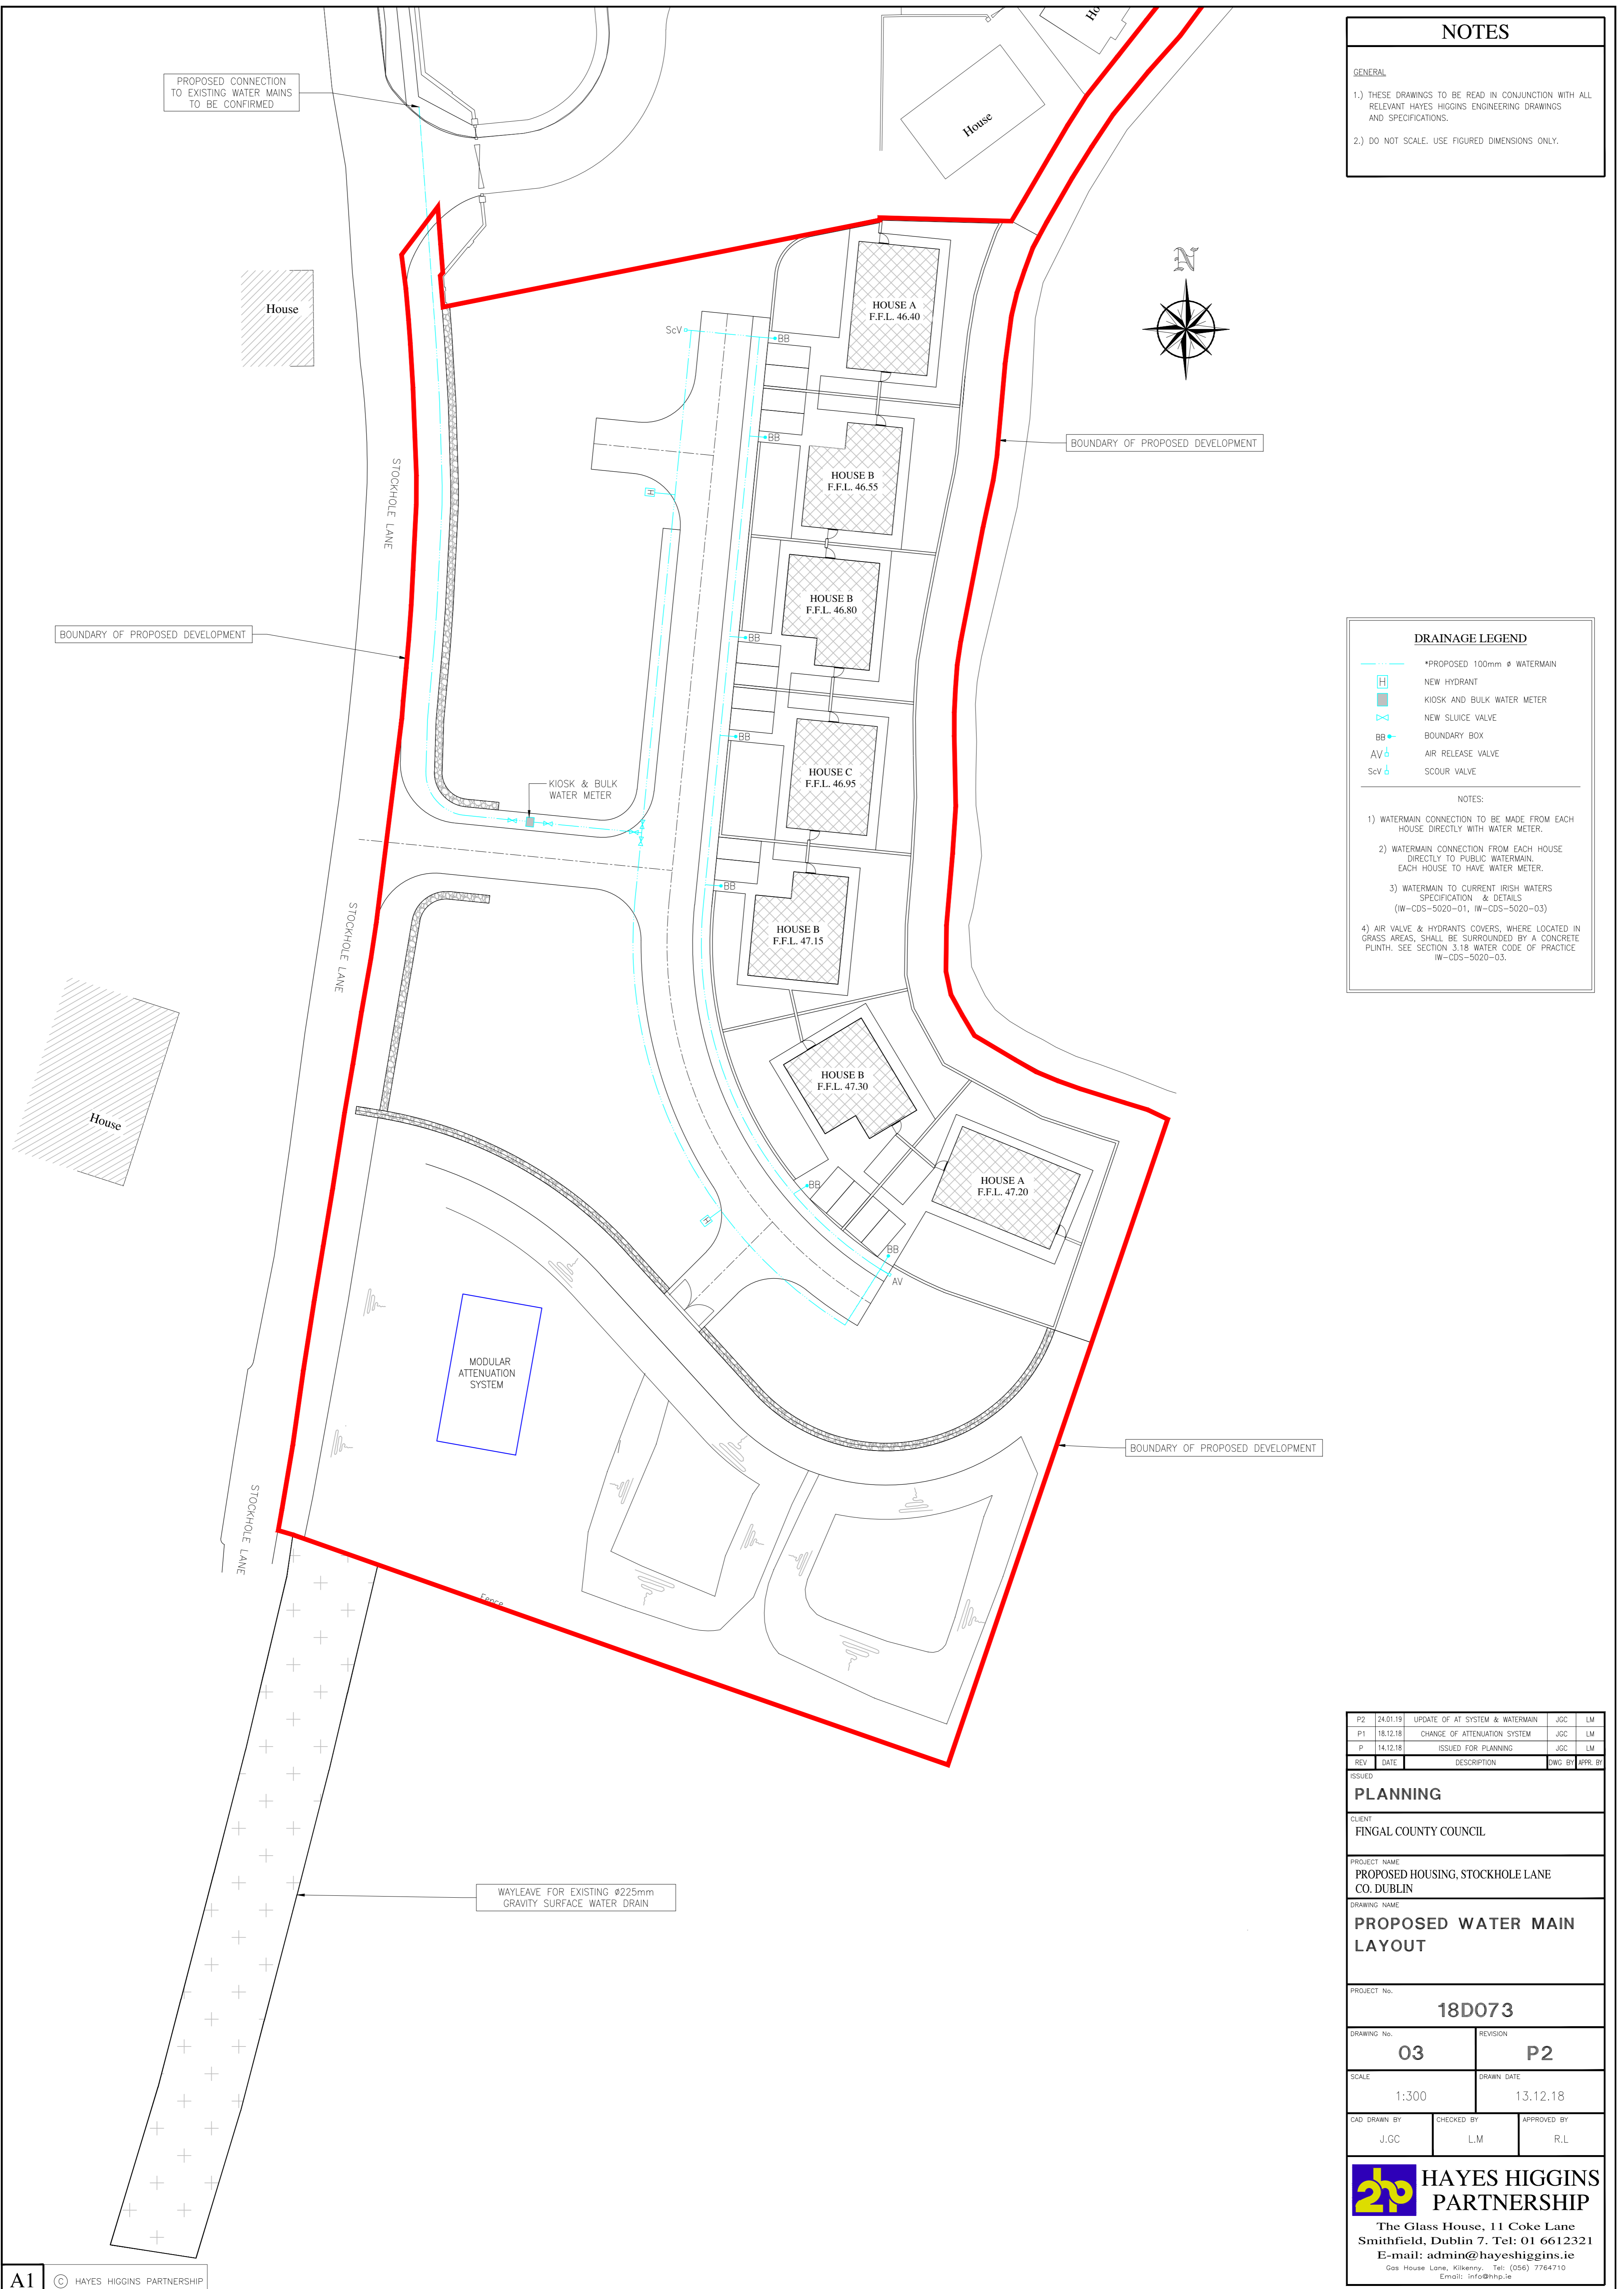 NOTES
GENERAL
1.) THESE DRAWINGS TO BE READ IN CONJUNCTION WITH ALL
RELEVANT HAYES HIGGINS ENGINEERING DRAWINGS
AND SPECIFICATIONS.
2.) DO NOT SCALE. USE FIGURED DIMENSIONS ONLY.
PROPOSED CONNECTION
TO EXISTING WATER MAINS
TO BE CONFIRMED
House
N
House
HOUSE A
F.F.L. 46.40
ScV
BB
BB
BOUNDARY OF PROPOSED DEVELOPMENT
STOCKHOLE LANE
HOUSE B
F.F.L. 46.55
H
HOUSE B
F.F.L. 46.80
BOUNDARY OF PROPOSED DEVELOPMENT
BB
BB
HOUSE C
F.F.L. 46.95
KIOSK & BULK
WATER METER
BB
STOCKHOLE LANE
HOUSE B
F.F.L. 47.15
HOUSE B
F.F.L. 47.30
House
HOUSE A
F.F.L. 47.20
BB
H
BB
AV
MODULAR
ATTENUATION
SYSTEM
BOUNDARY OF PROPOSED DEVELOPMENT
STOCKHOLE LANE
Fence
WAYLEAVE FOR EXISTING Ø225mm
GRAVITY SURFACE WATER DRAIN
DRAINAGE LEGEND
*PROPOSED 100mm Ø WATERMAIN
H NEW HYDRANT
KIOSK AND BULK WATER METER
NEW SLUICE VALVE
BB BOUNDARY BOX
AV AIR RELEASE VALVE
ScV SCOUR VALVE
NOTES:
1) WATERMAIN CONNECTION TO BE MADE FROM EACH
HOUSE DIRECTLY WITH WATER METER.
2) WATERMAIN CONNECTION FROM EACH HOUSE
DIRECTLY TO PUBLIC WATERMAIN.
EACH HOUSE TO HAVE WATER METER.
3) WATERMAIN TO CURRENT IRISH WATERS
SPECIFICATION & DETAILS
(IW-CDS-5020-01, IW-CDS-5020-03)
4) AIR VALVE & HYDRANTS COVERS, WHERE LOCATED IN
GRASS AREAS, SHALL BE SURROUNDED BY A CONCRETE
PLINTH. SEE SECTION 3.18 WATER CODE OF PRACTICE
IW-CDS-5020-03.
P2 24.01.19 UPDATE OF AT SYSTEM & WATERMAIN JGC LM
P1 18.12.18 CHANGE OF ATTENUATION SYSTEM JGC LM
P 14.12.18 ISSUED FOR PLANNING JGC LM
REV DATE DESCRIPTION DWG BY APPR. BY
ISSUED
PLANNING
CLIENT
FINGAL COUNTY COUNCIL
PROJECT NAME
PROPOSED HOUSING, STOCKHOLE LANE
CO. DUBLIN
DRAWING NAME
PROPOSED WATER MAIN
LAYOUT
PROJECT No.
18D073
DRAWING No. REVISION
03 P2
SCALE DRAWN DATE
1:300 13.12.18
CAD DRAWN BY CHECKED BY APPROVED BY
J.GC L.M R.L
2hp HAYES HIGGINS
PARTNERSHIP
The Glass House, 11 Coke Lane
Smithfield, Dublin 7. Tel: 01 6612321
E-mail: admin@hayeshiggins.ie
Gas House Lane, Kilkenny. Tel: (056) 7764710
Email: info@hhp.ie
A1 © HAYES HIGGINS PARTNERSHIP